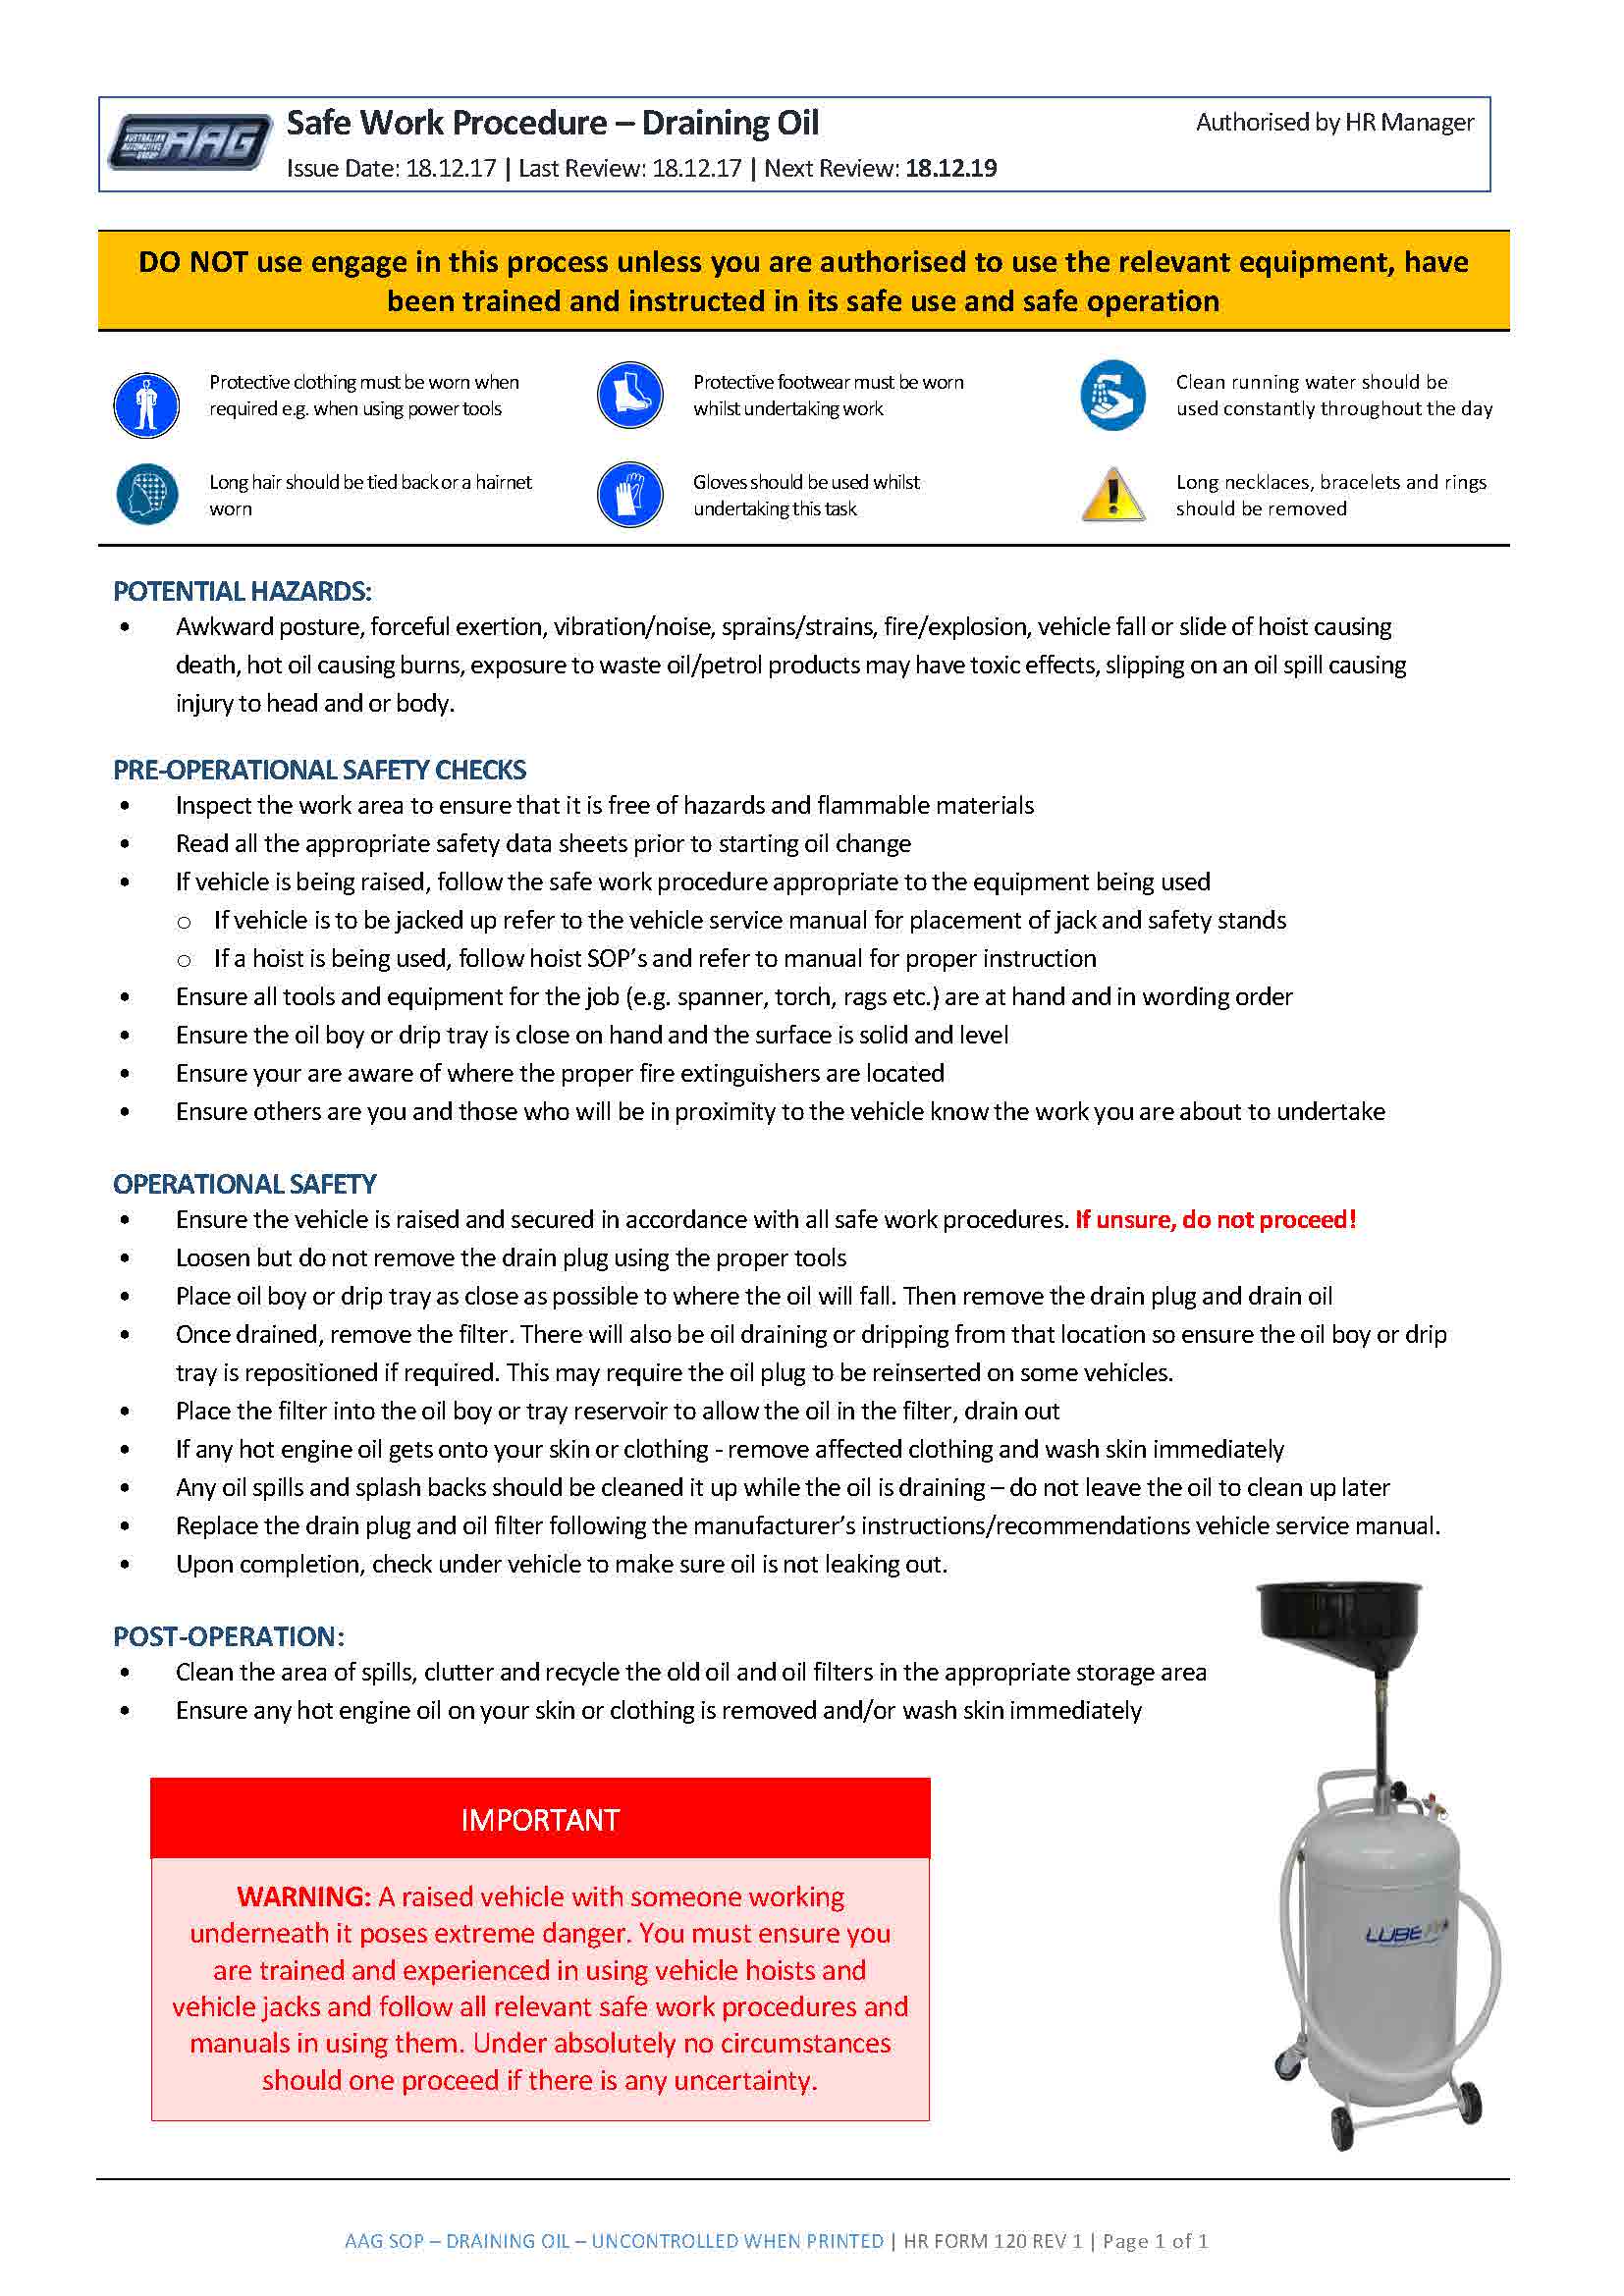 AUSTRALIAN
AUTOMOTIVE
GROUP
AAG
Safe Work Procedure – Draining Oil
Authorised by HR Manager
Issue Date: 18.12.17 | Last Review: 18.12.17 | Next Review: 18.12.19
DO NOT use engage in this process unless you are authorised to use the relevant equipment, have
been trained and instructed in its safe use and safe operation
Protective clothing must be worn when
required e.g. when using power tools
Protective footwear must be worn
whilst undertaking work
Clean running water should be
used constantly throughout the day
Long hair should be tied back or a hairnet
worn
Gloves should be used whilst
undertaking this task
Long necklaces, bracelets and rings
should be removed
POTENTIAL HAZARDS:
• Awkward posture, forceful exertion, vibration/noise, sprains/strains, fire/explosion, vehicle fall or slide of hoist causing
death, hot oil causing burns, exposure to waste oil/petrol products may have toxic effects, slipping on an oil spill causing
injury to head and or body.
PRE-OPERATIONAL SAFETY CHECKS
• Inspect the work area to ensure that it is free of hazards and flammable materials
• Read all the appropriate safety data sheets prior to starting oil change
• If vehicle is being raised, follow the safe work procedure appropriate to the equipment being used
o If vehicle is to be jacked up refer to the vehicle service manual for placement of jack and safety stands
o If a hoist is being used, follow hoist SOP’s and refer to manual for proper instruction
• Ensure all tools and equipment for the job (e.g. spanner, torch, rags etc.) are at hand and in wording order
• Ensure the oil boy or drip tray is close on hand and the surface is solid and level
• Ensure your are aware of where the proper fire extinguishers are located
• Ensure others are you and those who will be in proximity to the vehicle know the work you are about to undertake
OPERATIONAL SAFETY
• Ensure the vehicle is raised and secured in accordance with all safe work procedures. If unsure, do not proceed!
• Loosen but do not remove the drain plug using the proper tools
• Place oil boy or drip tray as close as possible to where the oil will fall. Then remove the drain plug and drain oil
• Once drained, remove the filter. There will also be oil draining or dripping from that location so ensure the oil boy or drip
tray is repositioned if required. This may require the oil plug to be reinserted on some vehicles.
• Place the filter into the oil boy or tray reservoir to allow the oil in the filter, drain out
• If any hot engine oil gets onto your skin or clothing - remove affected clothing and wash skin immediately
• Any oil spills and splash backs should be cleaned it up while the oil is draining – do not leave the oil to clean up later
• Replace the drain plug and oil filter following the manufacturer’s instructions/recommendations vehicle service manual.
• Upon completion, check under vehicle to make sure oil is not leaking out.
POST-OPERATION:
• Clean the area of spills, clutter and recycle the old oil and oil filters in the appropriate storage area
• Ensure any hot engine oil on your skin or clothing is removed and/or wash skin immediately
IMPORTANT
WARNING: A raised vehicle with someone working
underneath it poses extreme danger. You must ensure you
are trained and experienced in using vehicle hoists and
vehicle jacks and follow all relevant safe work procedures and
manuals in using them. Under absolutely no circumstances
should one proceed if there is any uncertainty.
LUBE
AAG SOP – DRAINING OIL – UNCONTROLLED WHEN PRINTED | HR FORM 120 REV 1 | Page 1 of 1